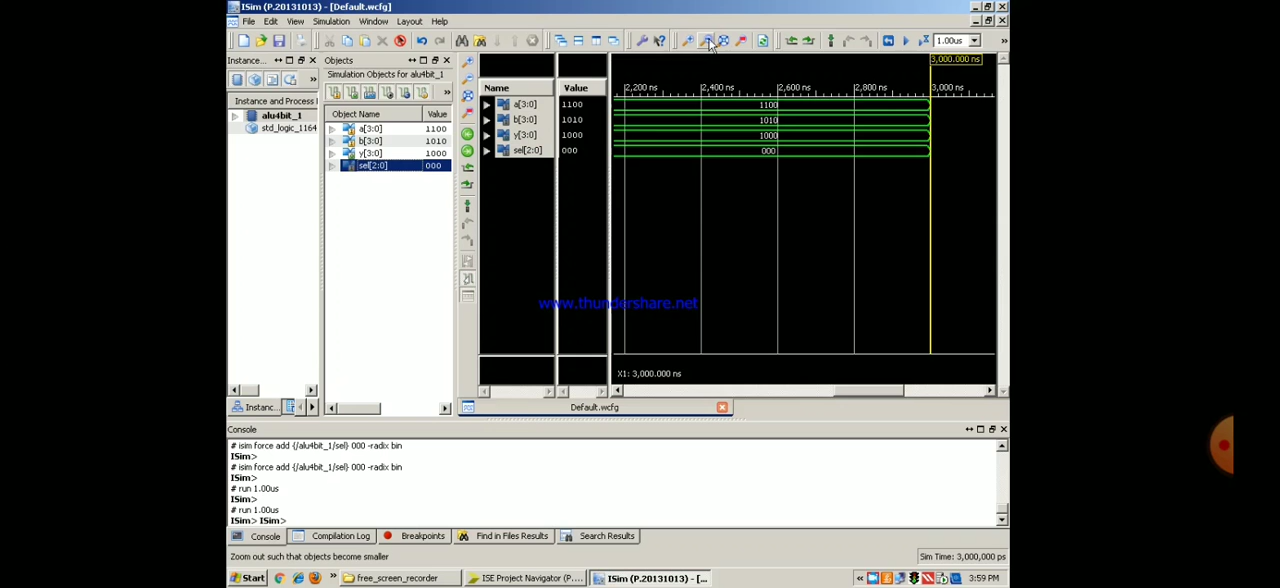 ISim (P.20131013) - [Default.wcfg]
File Edit View Simulation Window Layout Help
1.00us
Instance...
Objects
Simulation Objects for alu4bit_1
Instance and Process
alu4bit_1
std_logic_1164
Object Name Value
a[3:0] 1100
b[3:0] 1010
y[3:0] 1000
sel[2:0] 000
Name Value
a[3:0] 1100
b[3:0] 1010
y[3:0] 1000
sel[2:0] 000
3,000.000 ns
2,200 ns 2,400 ns 2,600 ns 2,800 ns 3,000 ns
1100
1010
1000
000
www.thundershare.net
X1: 3,000.000 ns
Instanc...
Default.wcfg
Console
# isim force add {/alu4bit_1/sel} 000 -radix bin
ISim>
# isim force add {/alu4bit_1/sel} 000 -radix bin
ISim>
# run 1.00us
ISim>
# run 1.00us
ISim> ISim>
Console Compilation Log Breakpoints Find in Files Results Search Results
Zoom out such that objects become smaller
Sim Time: 3,000,000 ps
Start
free_screen_recorder
ISE Project Navigator (P....
ISim (P.20131013) - [...
3:59 PM